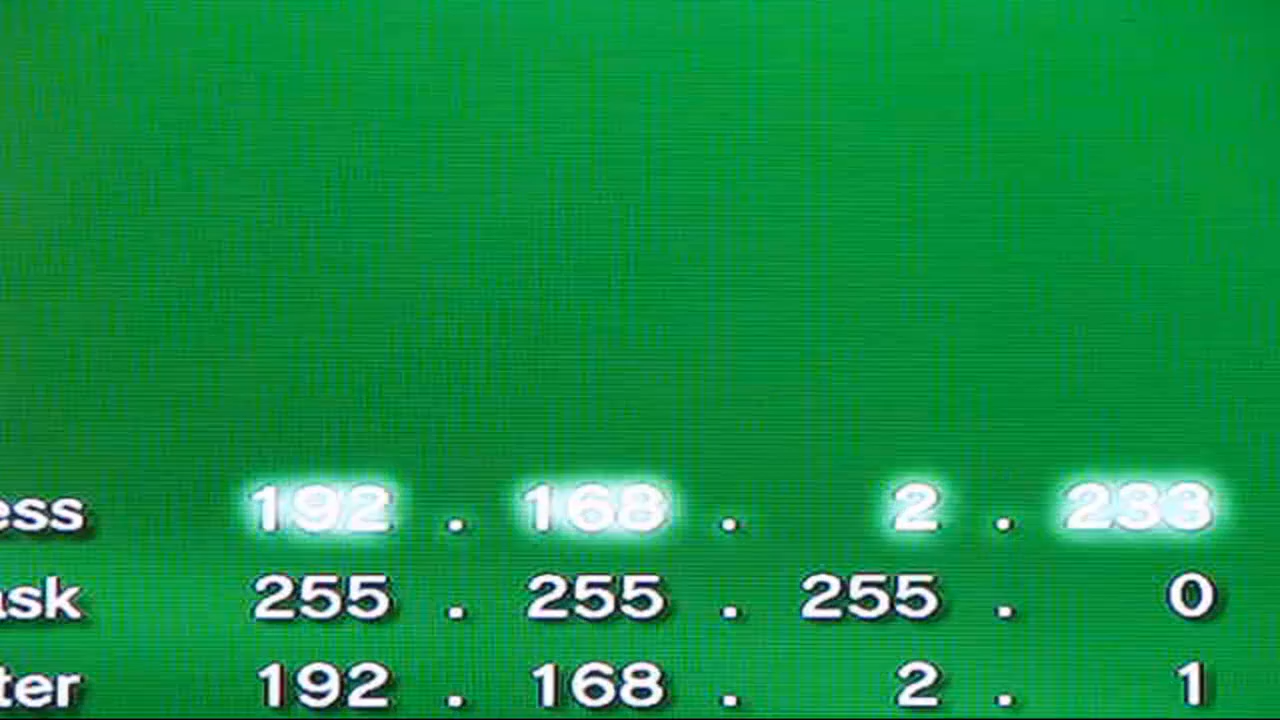 ess 192 . 168 . 2 . 233
ask 255 . 255 . 255 . 0
ter 192 . 168 . 2 . 1